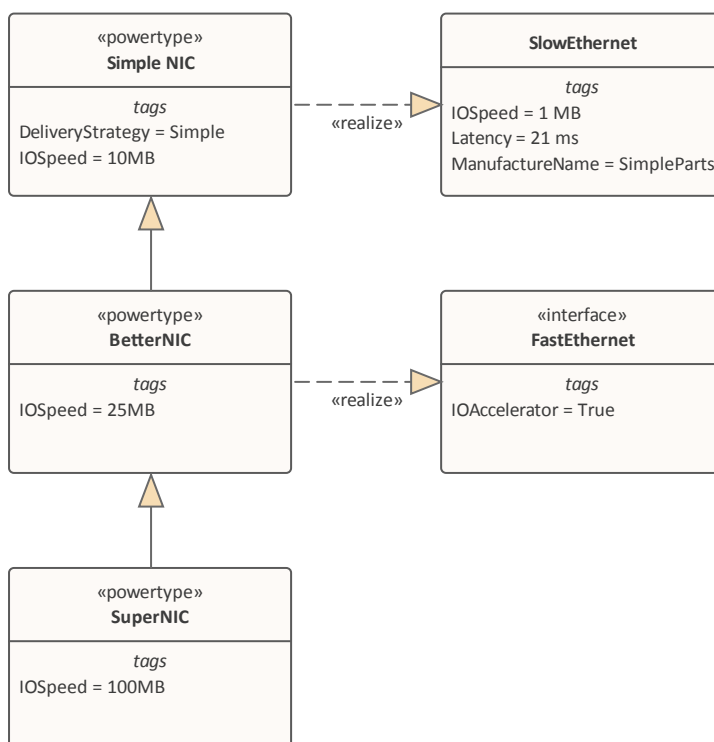 «powertype»
Simple NIC
tags
DeliveryStrategy = Simple
IOSpeed = 10MB
«realize»
SlowEthernet
tags
IOSpeed = 1 MB
Latency = 21 ms
ManufactureName = SimpleParts
«powertype»
BetterNIC
tags
IOSpeed = 25MB
«realize»
«interface»
FastEthernet
tags
IOAccelerator = True
«powertype»
SuperNIC
tags
IOSpeed = 100MB